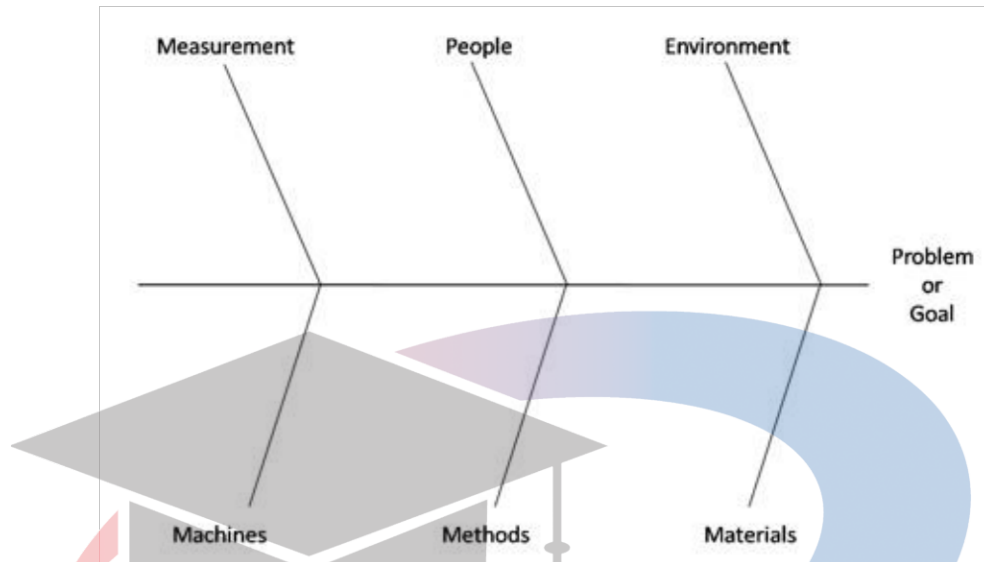 Measurement
People
Environment
Problem
or
Goal
Machines
Methods
Materials